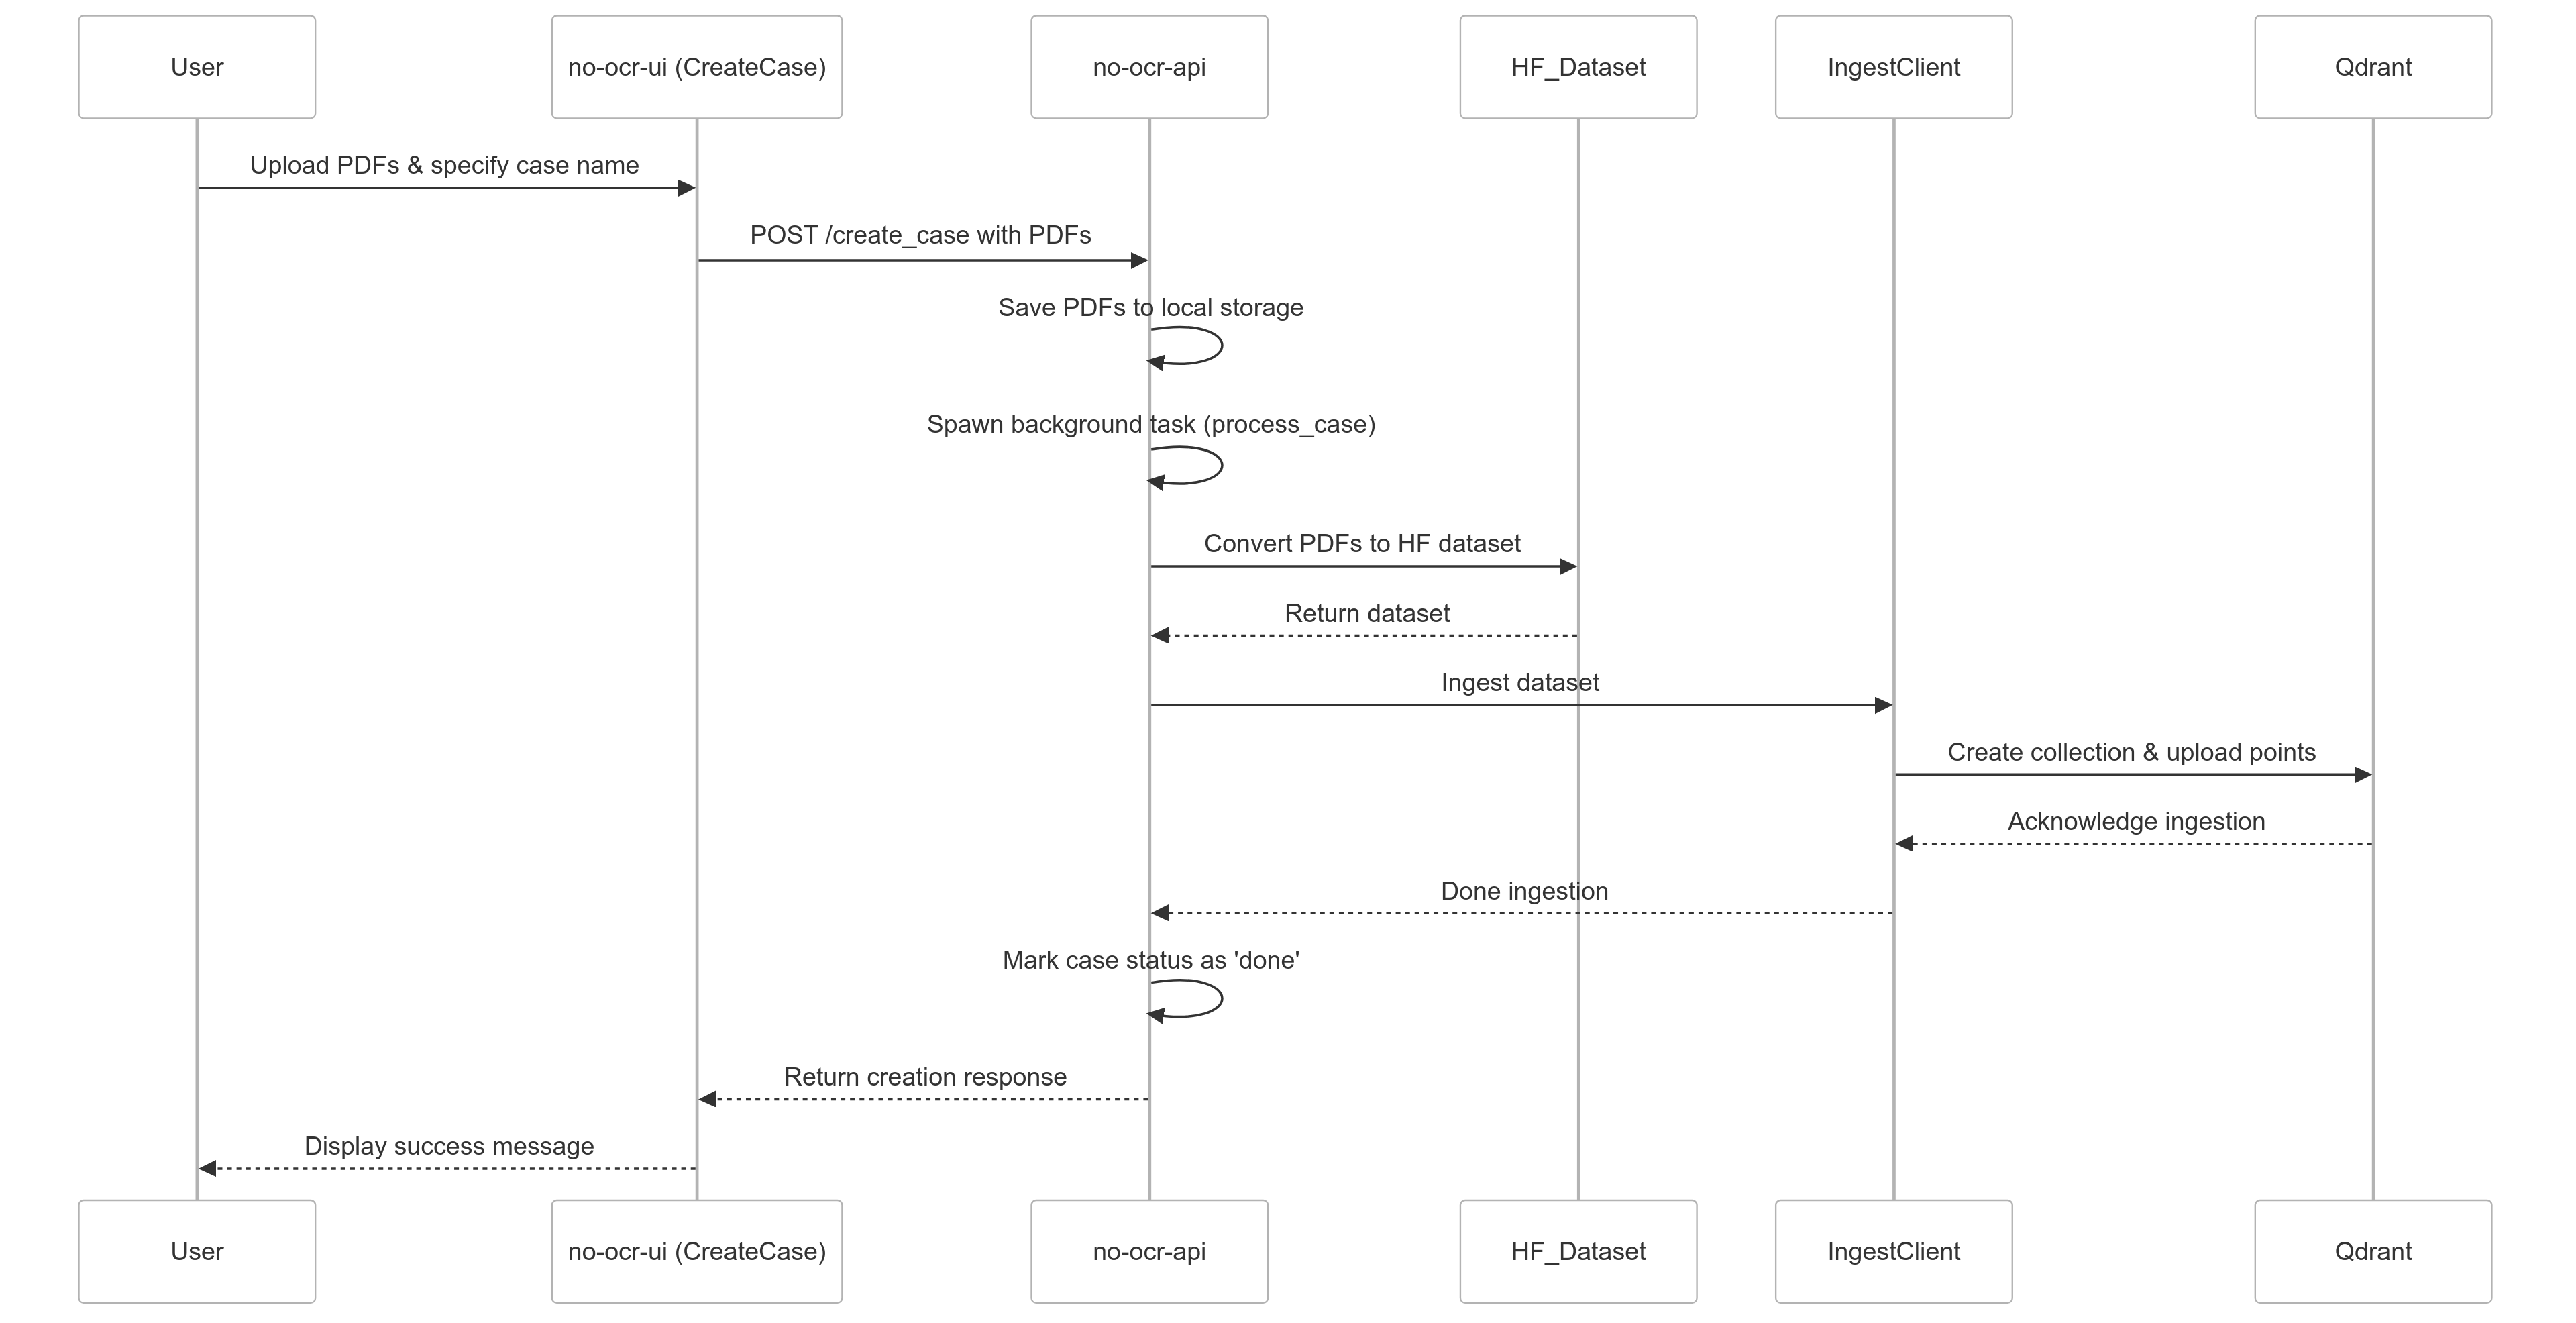 User
no-ocr-ui (CreateCase)
no-ocr-api
HF_Dataset
IngestClient
Qdrant
Upload PDFs & specify case name
POST /create_case with PDFs
Save PDFs to local storage
Spawn background task (process_case)
Convert PDFs to HF dataset
Return dataset
Ingest dataset
Create collection & upload points
Acknowledge ingestion
Done ingestion
Mark case status as 'done'
Return creation response
Display success message
User
no-ocr-ui (CreateCase)
no-ocr-api
HF_Dataset
IngestClient
Qdrant